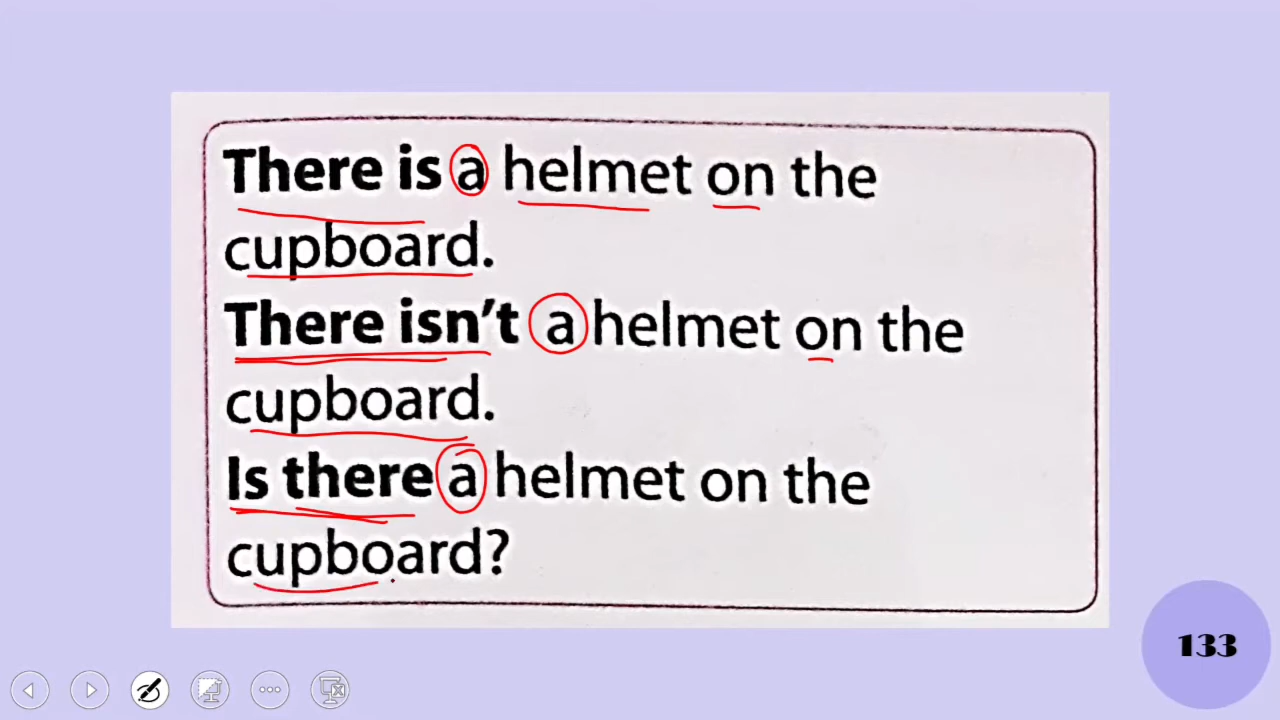 There is a helmet on the
cupboard.
There isn't a helmet on the
cupboard.
Is there a helmet on the
cupboard?
133